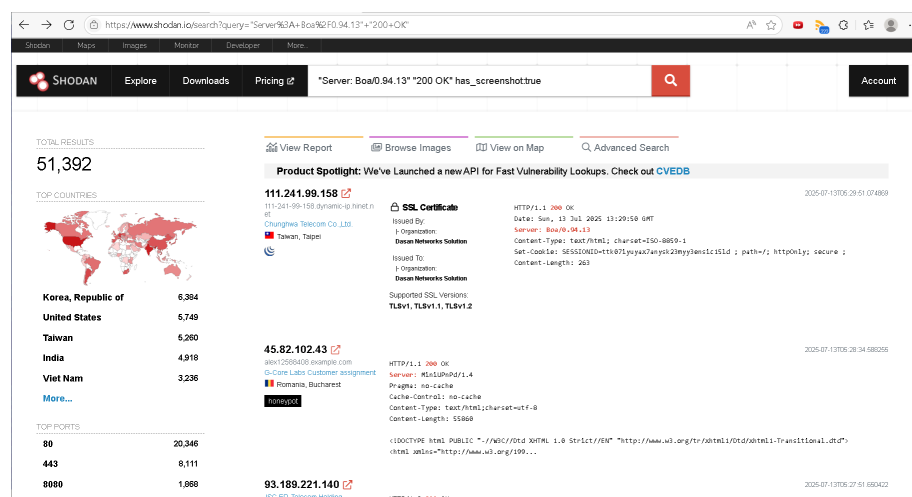 https://www.shodan.io/search?query="Server%3A+Boa%2F0.94.13"+"200+OK"
Shodan Maps Images Monitor Developer More...
SHODAN Explore Downloads Pricing "Server: Boa/0.94.13" "200 OK" has_screenshot:true Account
TOTAL RESULTS
51,392
TOP COUNTRIES
Korea, Republic of 6,384
United States 5,749
Taiwan 5,260
India 4,918
Viet Nam 3,236
More...
TOP PORTS
80 20,346
443 8,111
8080 1,868
View Report Browse Images View on Map Advanced Search
Product Spotlight: We've Launched a new API for Fast Vulnerability Lookups. Check out CVEDB
111.241.99.158 2025-07-13T05:29:51.074869
111-241-99-158.dynamic-ip.hinet.n
et
Chunghwa Telecom Co.,Ltd.
Taiwan, Taipei
SSL Certificate
Issued By:
|- Organization:
Dasan Networks Solution
Issued To:
|- Organization:
Dasan Networks Solution
Supported SSL Versions:
TLSv1, TLSv1.1, TLSv1.2
HTTP/1.1 200 OK
Date: Sun, 13 Jul 2025 13:29:50 GMT
Server: Boa/0.94.13
Content-Type: text/html; charset=ISO-8859-1
Set-Cookie: SESSIONID=ttk07lyuyax7anysk23myy3ensic15ld ; path=/; httpOnly; secure ;
Content-Length: 263
45.82.102.43 2025-07-13T05:28:34.588255
alex12588408.example.com
G-Core Labs Customer assignment
Romania, Bucharest
honeypot
HTTP/1.1 200 OK
Server: MiniUPnPd/1.4
Pragma: no-cache
Cache-Control: no-cache
Content-Type: text/html;charset=utf-8
Content-Length: 55860
<!DOCTYPE html PUBLIC "-//W3C//Dtd XHTML 1.0 Strict//EN" "http://www.w3.org/tr/xhtml1/Dtd/xhtml1-Transitional.dtd">
<html xmlns="http://www.w3.org/199...
93.189.221.140 2025-07-13T05:27:51.650422